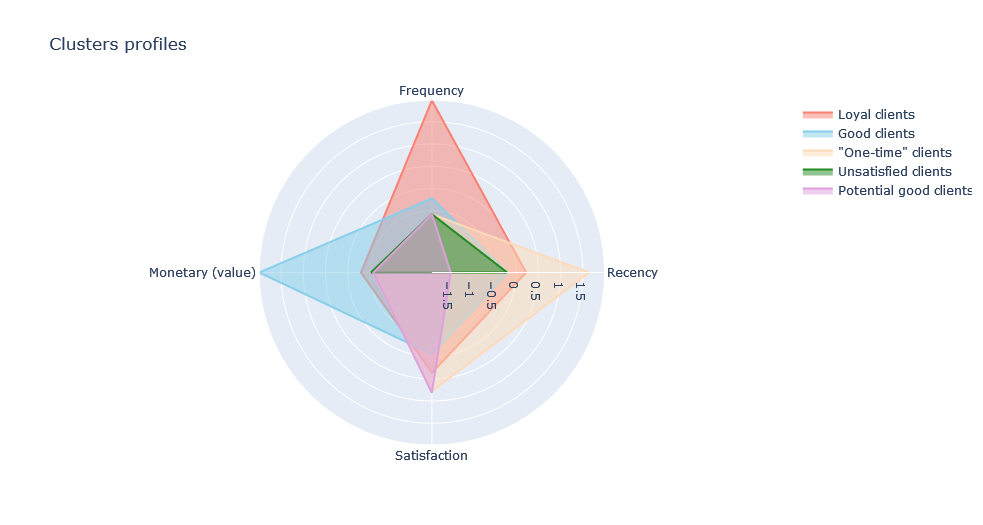 Clusters profiles
Frequency
Loyal clients
Good clients
"One-time" clients
Unsatisfied clients
Potential good clients
Monetary (value)
Recency
−1.5
−1
−0.5
0
0.5
1
1.5
Satisfaction